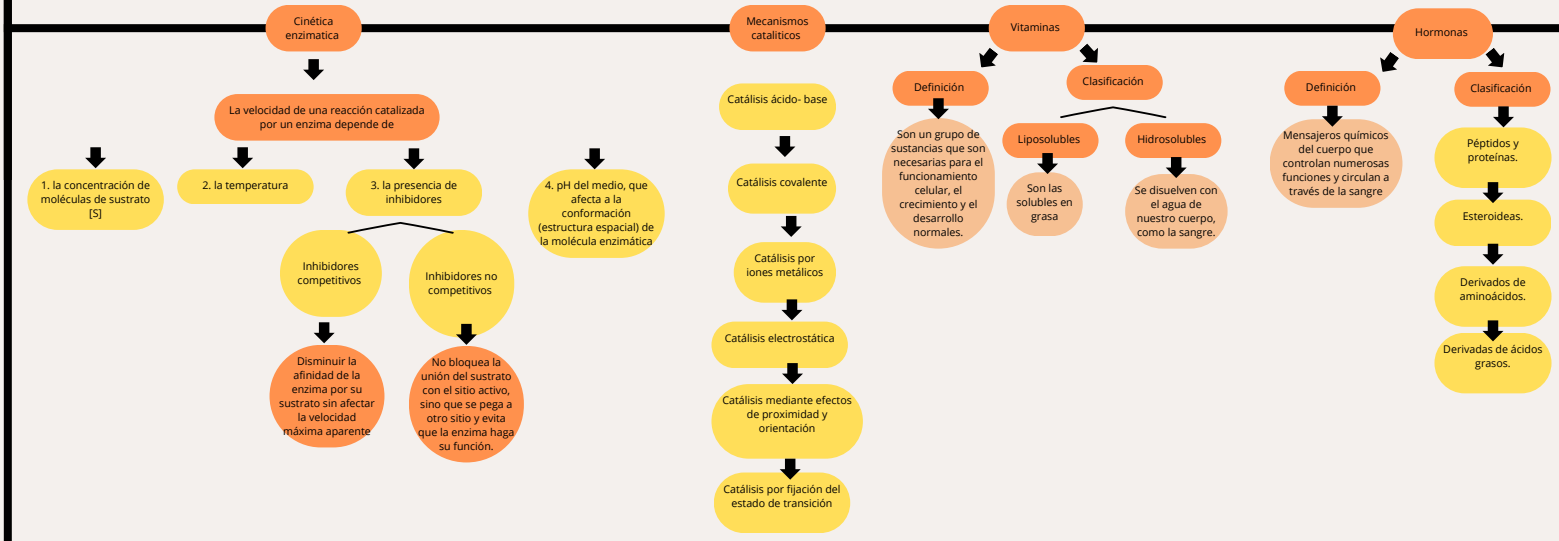 Cinética
enzimatica
La velocidad de una reacción catalizada
por un enzima depende de
1. la concentración de
moléculas de sustrato
[S]
2. la temperatura
3. la presencia de
inhibidores
4. pH del medio, que
afecta a la
conformación
(estructura espacial) de
la molécula enzimática
Inhibidores
competitivos
Inhibidores no
competitivos
Disminuir la
afinidad de la
enzima por su
sustrato sin afectar
la velocidad
máxima aparente
No bloquea la
unión del sustrato
con el sitio activo,
sino que se pega a
otro sitio y evita
que la enzima haga
su función.
Mecanismos
cataliticos
Catálisis ácido- base
Catálisis covalente
Catálisis por
iones metálicos
Catálisis electrostática
Catálisis mediante efectos
de proximidad y
orientación
Catálisis por fijación del
estado de transición
Vitaminas
Definición
Son un grupo de
sustancias que son
necesarias para el
funcionamiento
celular, el
crecimiento y el
desarrollo
normales.
Clasificación
Liposolubles
Son las
solubles en
grasa
Hidrosolubles
Se disuelven con
el agua de
nuestro cuerpo,
como la sangre.
Hormonas
Definición
Mensajeros químicos
del cuerpo que
controlan numerosas
funciones y circulan a
través de la sangre
Clasificación
Péptidos y
proteínas.
Esteroideas.
Derivados de
aminoácidos.
Derivadas de ácidos
grasos.